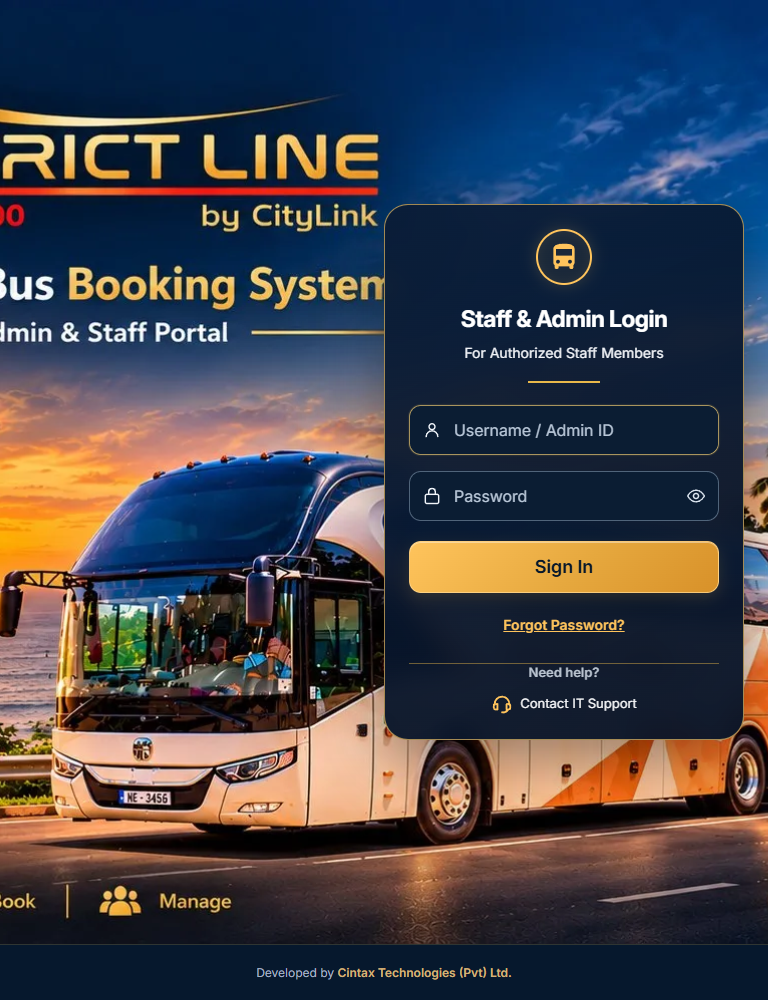 RICT LINE
00
by CityLink
Bus Booking System
dmin & Staff Portal
Staff & Admin Login
For Authorized Staff Members
Username / Admin ID
Password
Sign In
Forgot Password?
Need help?
Contact IT Support
NE - 3456
Book
Manage
Developed by Cintax Technologies (Pvt) Ltd.